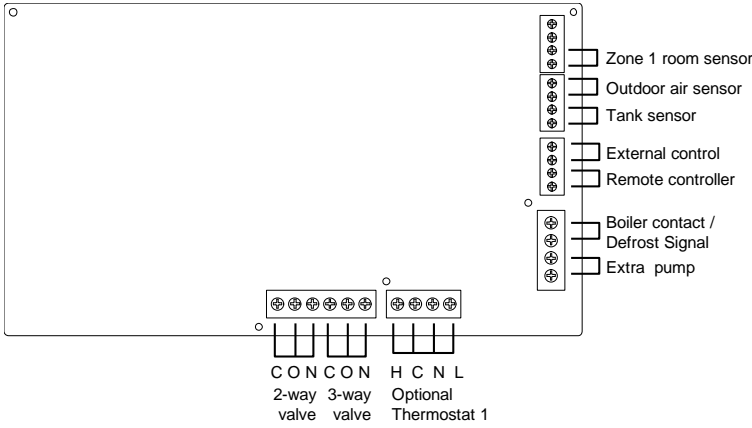 Zone 1 room sensor
Outdoor air sensor
Tank sensor
External control
Remote controller
Boiler contact /
Defrost Signal
Extra pump
C O N C O N H C N L
2-way 3-way Optional
valve valve Thermostat 1